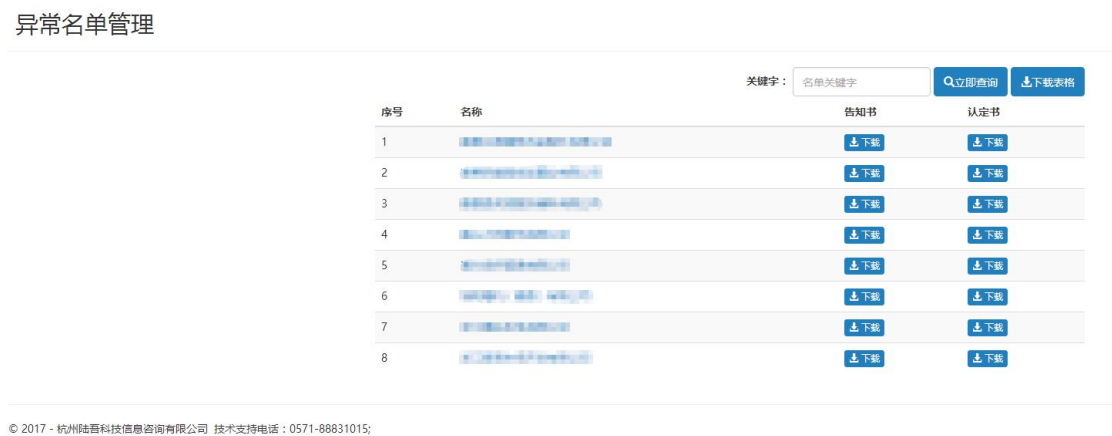 异常名单管理
关键字： 名单关键字 立即查询 下载表格
序号 名称 告知书 认定书
1 下载 下载
2 下载 下载
3 下载 下载
4 下载 下载
5 下载 下载
6 下载 下载
7 下载 下载
8 下载 下载
© 2017 - 杭州陆吾科技信息咨询有限公司 技术支持电话：0571-88831015;